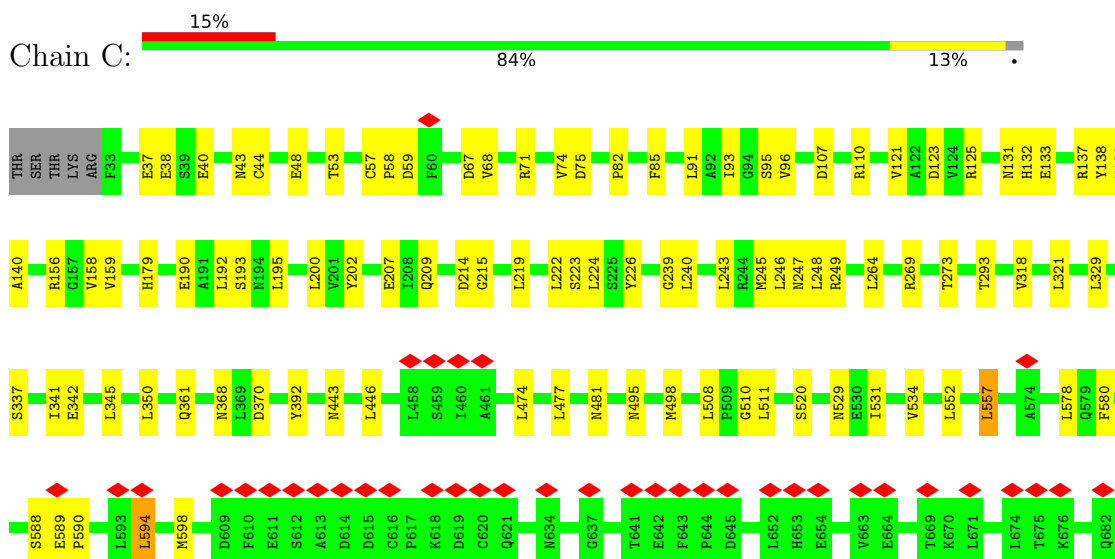 15%
Chain C:
84% 13% •
THR SER THR LYS ARG F33 E37 E38 S39 E40 N43 C44 E48 T53 C57 P58 D59 F60 D67 V68 R71 V74 D75 P82 F85 L91 A92 I93 G94 S95 V96 D107 R110 V121 A122 D123 V124 R125 N131 H132 E133 R137 Y138
A140 R156 G157 V158 V159 H179 E190 A191 L192 S193 N194 L195 L200 V201 Y202 E207 I208 Q209 D214 G215 L219 L222 S223 L224 S225 Y226 G239 L240 L243 R244 M245 L246 N247 L248 R249 L264 R269 T273 T293 V318 L321 L329
S337 I341 E342 L345 L350 Q361 N368 L369 D370 Y392 N443 L446 L458 S459 I460 A461 L474 L477 N481 N495 M498 L508 P509 G510 L511 S520 N529 E530 I531 V534 L552 L557 A574 L578 Q579 F580
S588 E589 P590 L593 L594 M598 D609 F610 E611 S612 A613 D614 D615 C616 P617 K618 D619 C620 Q621 N634 G637 T641 E642 F643 P644 D645 L652 H653 E654 V663 E664 T669 K670 L671 L674 T675 K676 Q682